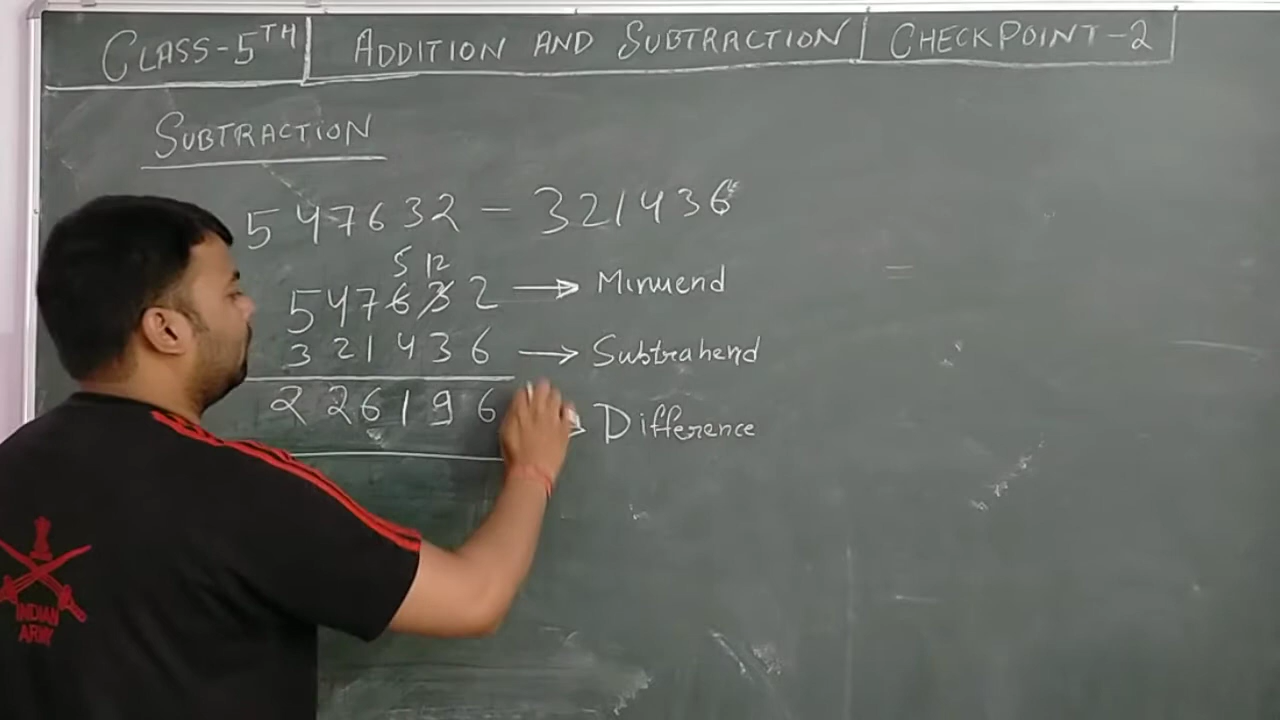 CLASS-5TH | ADDITION AND SUBTRACTION | CHECKPOINT-2
SUBTRACTION
547632 - 321436
5 12
547632 → Minuend
321436 → Subtrahend
226196 → Difference
=
INDIAN
ARMY